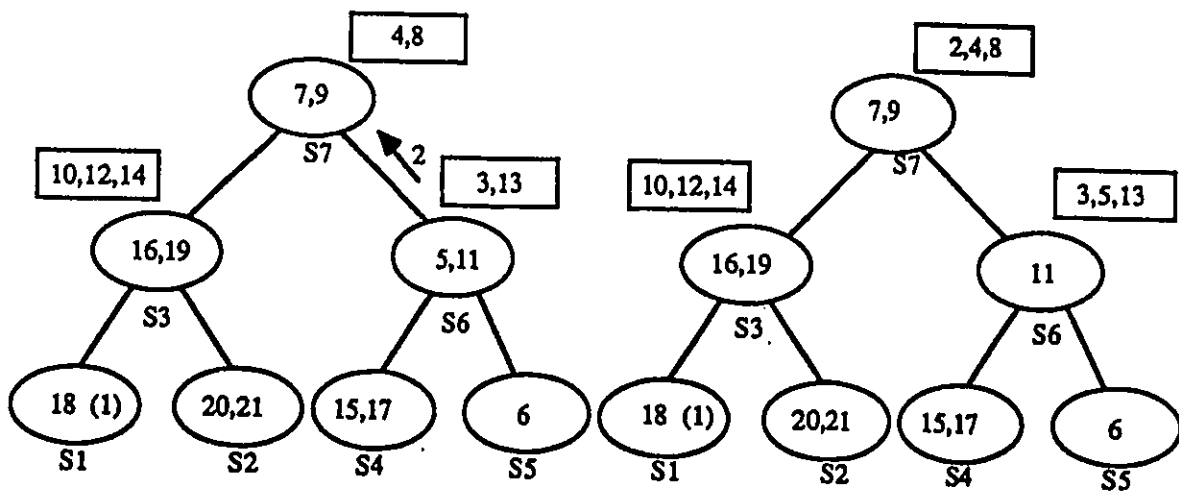 4,8
7,9
S7
2
10,12,14
3,13
16,19
5,11
S3
S6
18 (1)
20,21
15,17
6
S1
S2
S4
S5
2,4,8
7,9
S7
10,12,14
3,5,13
16,19
11
S3
S6
18 (1)
20,21
15,17
6
S1
S2
S4
S5